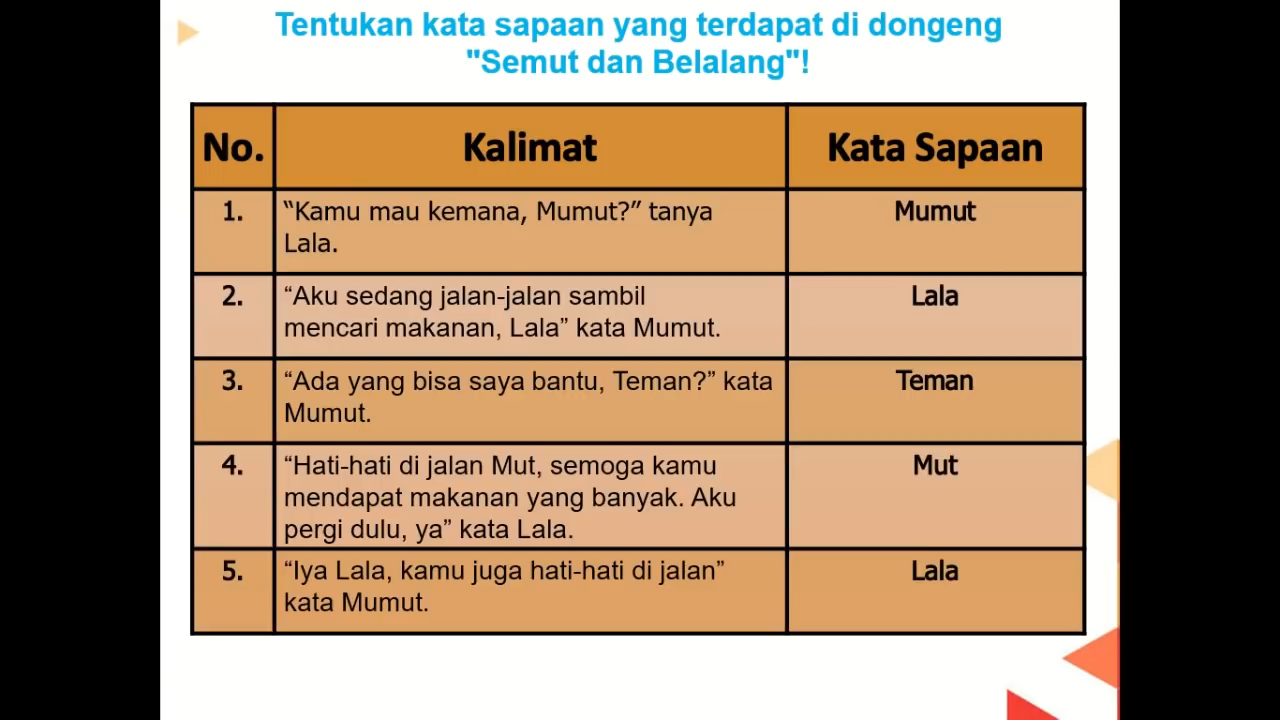 Tentukan kata sapaan yang terdapat di dongeng
"Semut dan Belalang"!
No.
Kalimat
Kata Sapaan
1.
“Kamu mau kemana, Mumut?” tanya
Lala.
Mumut
2.
“Aku sedang jalan-jalan sambil
mencari makanan, Lala” kata Mumut.
Lala
3.
“Ada yang bisa saya bantu, Teman?” kata
Mumut.
Teman
4.
“Hati-hati di jalan Mut, semoga kamu
mendapat makanan yang banyak. Aku
pergi dulu, ya” kata Lala.
Mut
5.
“Iya Lala, kamu juga hati-hati di jalan”
kata Mumut.
Lala